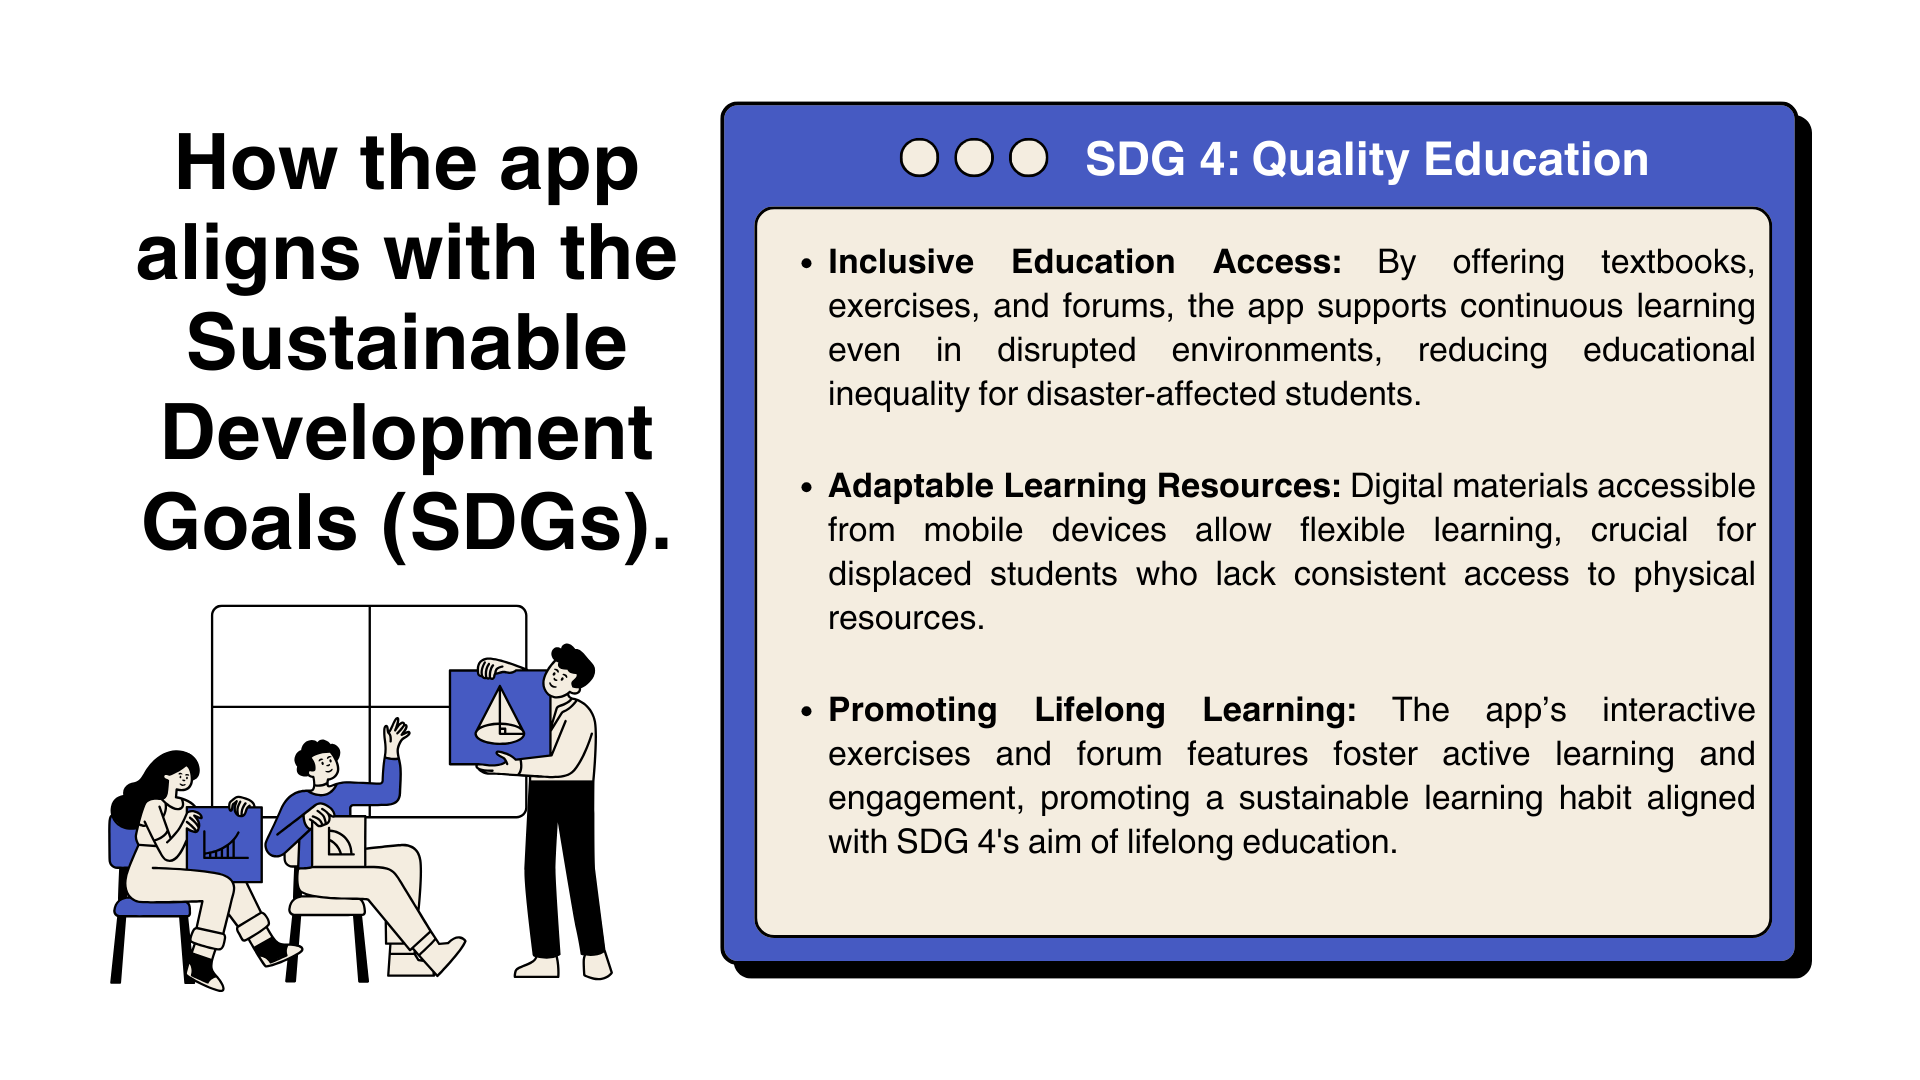 How the app
aligns with the
Sustainable
Development
Goals (SDGs).
SDG 4: Quality Education
• Inclusive Education Access: By offering textbooks,
exercises, and forums, the app supports continuous learning
even in disrupted environments, reducing educational
inequality for disaster-affected students.
• Adaptable Learning Resources: Digital materials accessible
from mobile devices allow flexible learning, crucial for
displaced students who lack consistent access to physical
resources.
• Promoting Lifelong Learning: The app’s interactive
exercises and forum features foster active learning and
engagement, promoting a sustainable learning habit aligned
with SDG 4's aim of lifelong education.